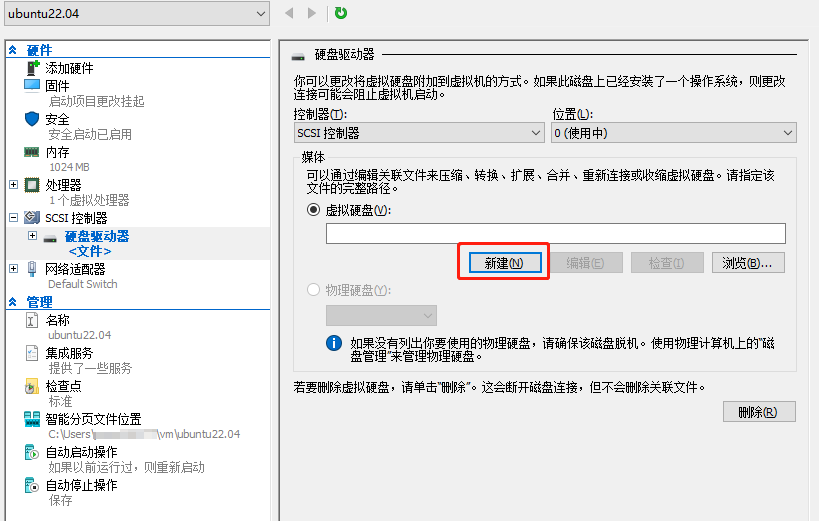 ubuntu22.04
硬件
添加硬件
固件
启动项目更改挂起
安全
安全启动已启用
内存
1024 MB
处理器
1 个虚拟处理器
SCSI 控制器
硬盘驱动器
<文件>
网络适配器
Default Switch
管理
名称
ubuntu22.04
集成服务
提供了一些服务
检查点
标准
智能分页文件位置
C:\Users\ \vm\ubuntu22.04
自动启动操作
如果以前运行过，则重新启动
自动停止操作
保存
硬盘驱动器
你可以更改将虚拟硬盘附加到虚拟机的方式。如果此磁盘上已经安装了一个操作系统，则更改
连接可能会阻止虚拟机启动。
控制器(T): 位置(L):
SCSI 控制器 0 (使用中)
媒体
可以通过编辑关联文件来压缩、转换、扩展、合并、重新连接或收缩虚拟硬盘。请指定该
文件的完整路径。
虚拟硬盘(V):
新建(N) 编辑(E) 检查(I) 浏览(B)...
物理硬盘(Y):
如果没有列出你要使用的物理硬盘，请确保该磁盘脱机。使用物理计算机上的"磁
盘管理"来管理物理硬盘。
若要删除虚拟硬盘，请单击"删除"。这会断开磁盘连接，但不会删除关联文件。
删除(R)